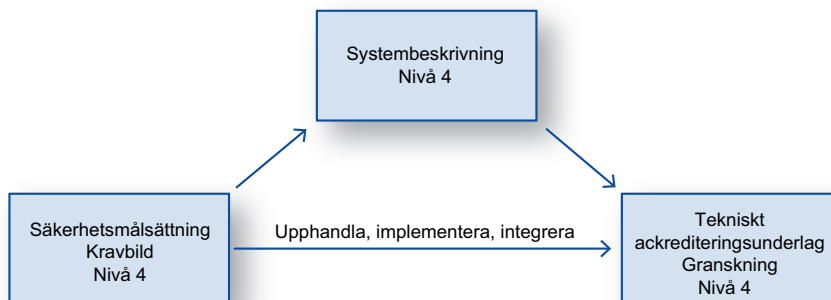 Systembeskrivning
Nivå 4
Säkerhetsmålsättning
Kravbild
Nivå 4
Upphandla, implementera, integrera
Tekniskt
ackrediteringsunderlag
Granskning
Nivå 4